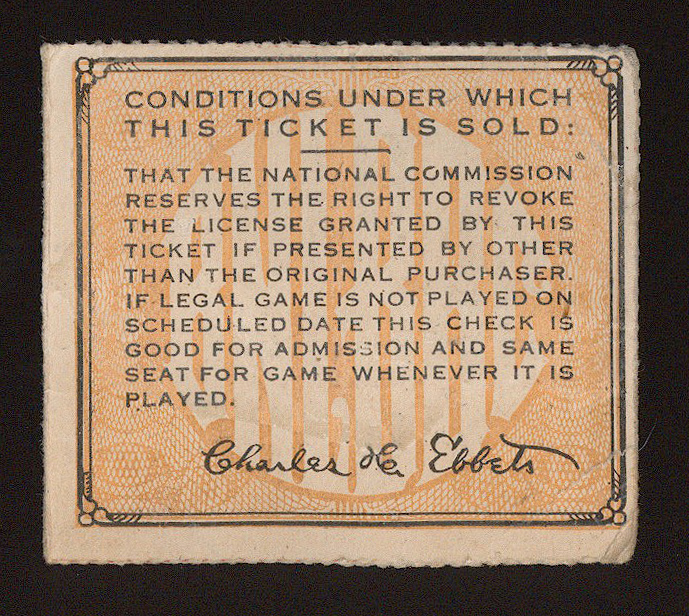 CONDITIONS UNDER WHICH
THIS TICKET IS SOLD:
THAT THE NATIONAL COMMISSION
RESERVES THE RIGHT TO REVOKE
THE LICENSE GRANTED BY THIS
TICKET IF PRESENTED BY OTHER
THAN THE ORIGINAL PURCHASER.
IF LEGAL GAME IS NOT PLAYED ON
SCHEDULED DATE THIS CHECK IS
GOOD FOR ADMISSION AND SAME
SEAT FOR GAME WHENEVER IT IS
PLAYED.
Charles H. Ebbets